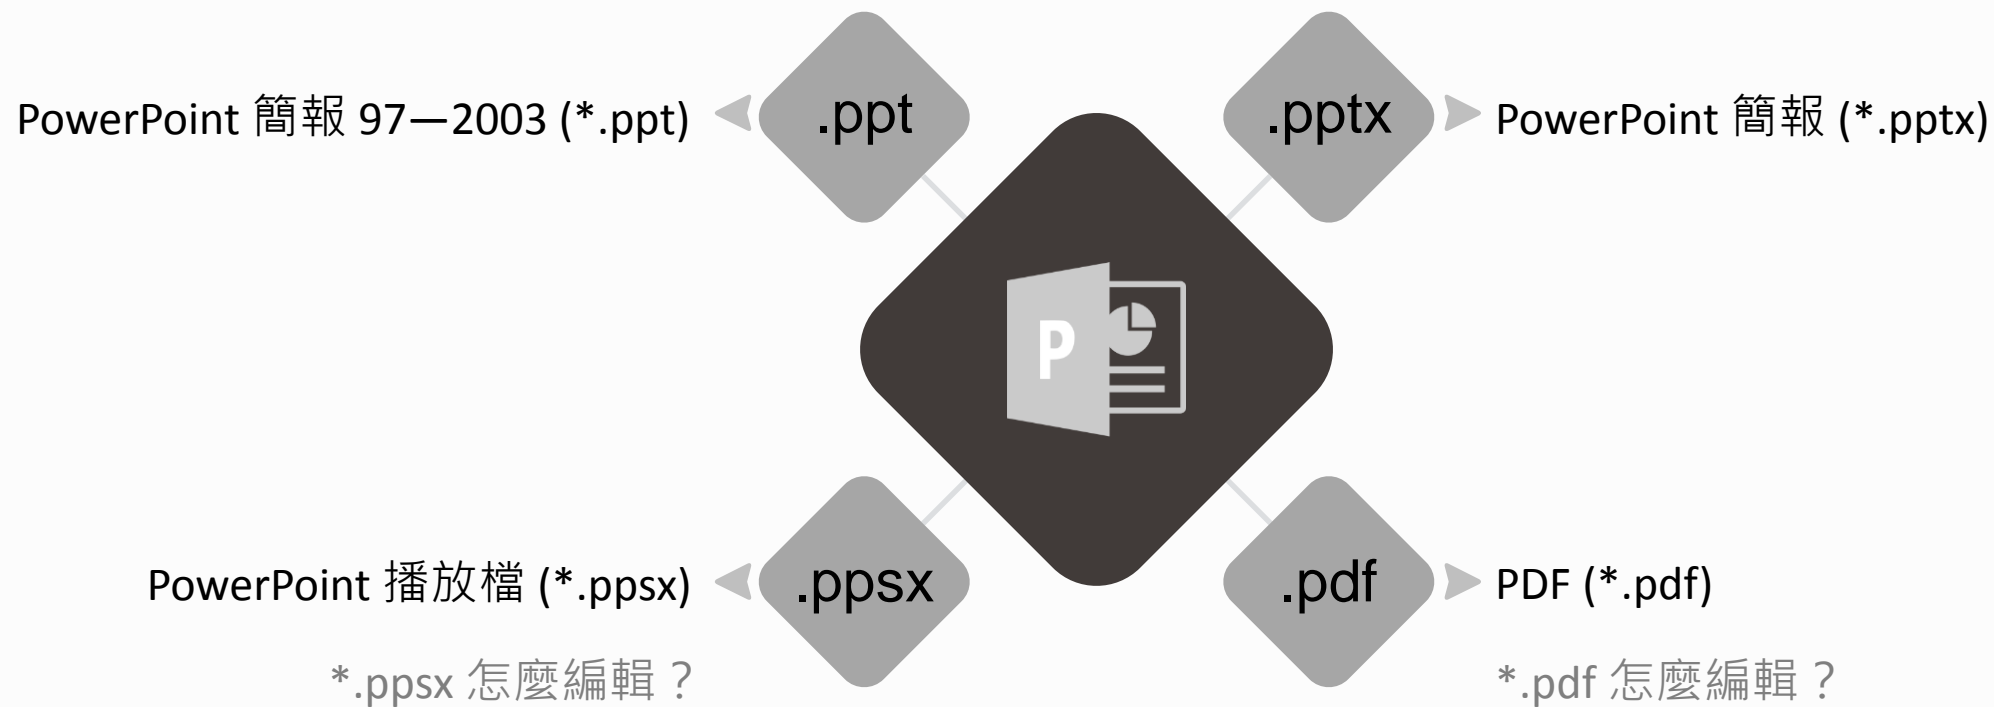 PowerPoint 簡報 97—2003 (*.ppt)
.ppt
.pptx
PowerPoint 簡報 (*.pptx)
P
PowerPoint 播放檔 (*.ppsx)
.ppsx
.pdf
PDF (*.pdf)
*.ppsx 怎麼編輯？
*.pdf 怎麼編輯？